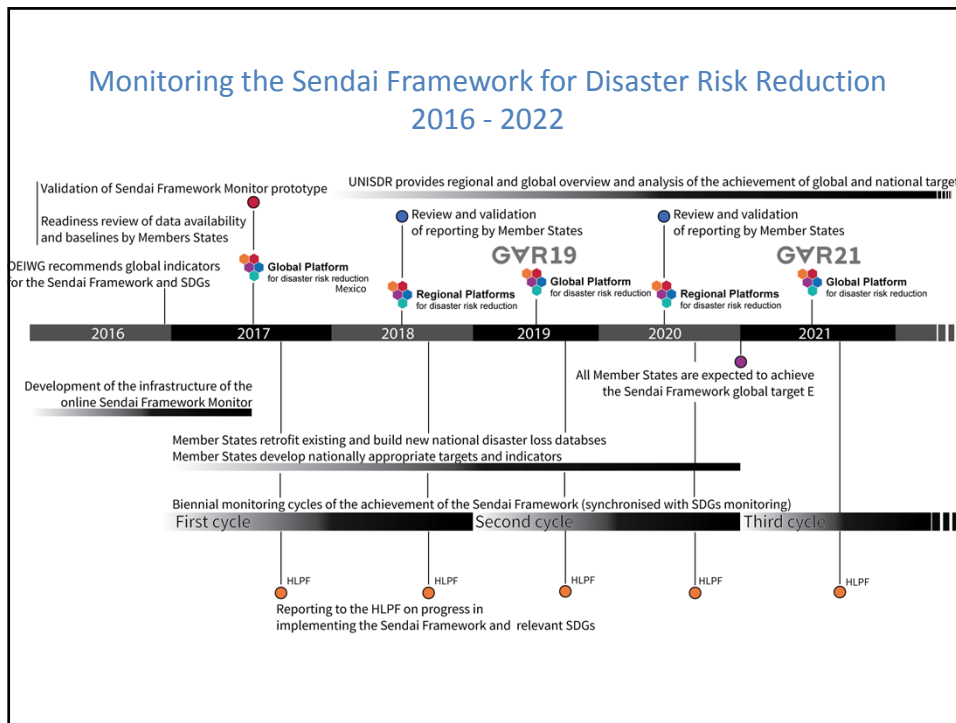 Monitoring the Sendai Framework for Disaster Risk Reduction
2016 - 2022
UNISDR provides regional and global overview and analysis of the achievement of global and national target
Validation of Sendai Framework Monitor prototype
Readiness review of data availability
and baselines by Members States
OEIWG recommends global indicators
for the Sendai Framework and SDGs
Global Platform
for disaster risk reduction
Mexico
Review and validation
of reporting by Member States
Regional Platforms
for disaster risk reduction
GAR19
Global Platform
for disaster risk reduction
Review and validation
of reporting by Member States
Regional Platforms
for disaster risk reduction
GAR21
Global Platform
for disaster risk reduction
2016
2017
2018
2019
2020
2021
Development of the infrastructure of the
online Sendai Framework Monitor
All Member States are expected to achieve
the Sendai Framework global target E
Member States retrofit existing and build new national disaster loss databses
Member States develop nationally appropriate targets and indicators
Biennial monitoring cycles of the achievement of the Sendai Framework (synchronised with SDGs monitoring)
First cycle
Second cycle
Third cycle
HLPF
HLPF
HLPF
HLPF
HLPF
Reporting to the HLPF on progress in
implementing the Sendai Framework and relevant SDGs